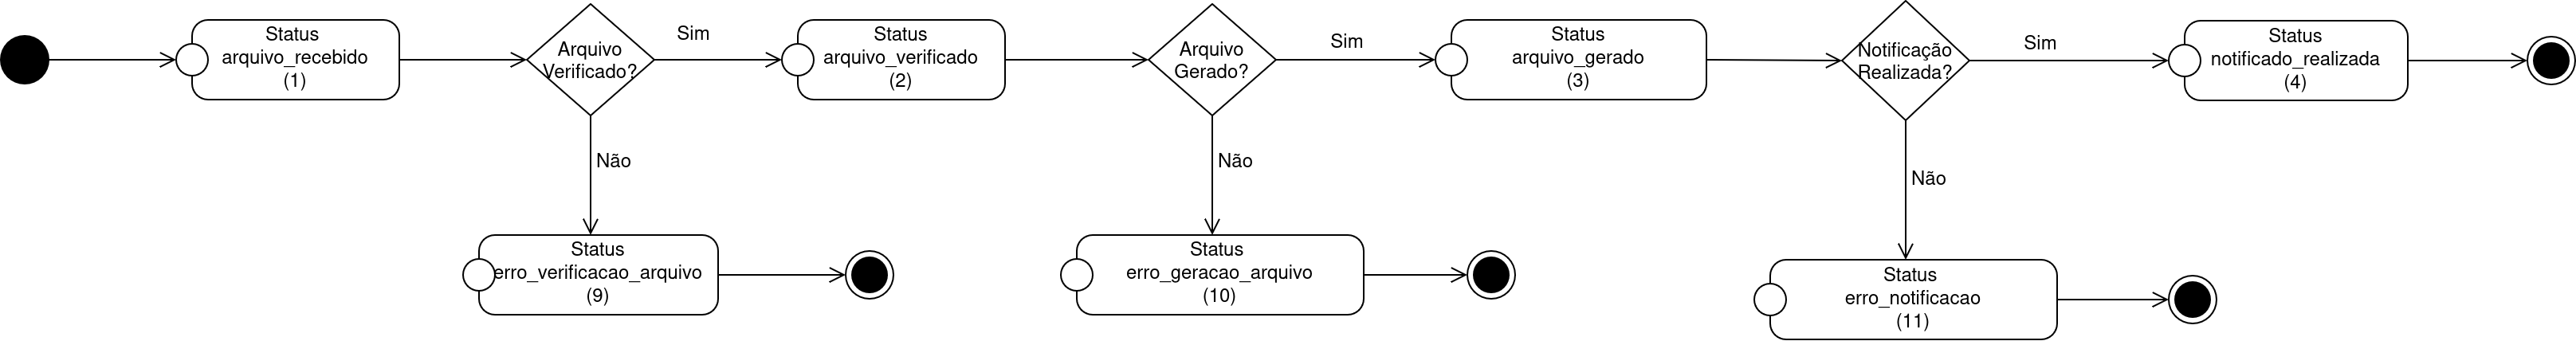 Status
arquivo_recebido
(1)
Arquivo
Verificado?
Sim
Status
arquivo_verificado
(2)
Arquivo
Gerado?
Sim
Status
arquivo_gerado
(3)
Notificação
Realizada?
Sim
Status
notificado_realizada
(4)
Não
Não
Não
Status
erro_verificacao_arquivo
(9)
Status
erro_geracao_arquivo
(10)
Status
erro_notificacao
(11)